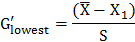 G′lowest = (X̅ − X₁) / S